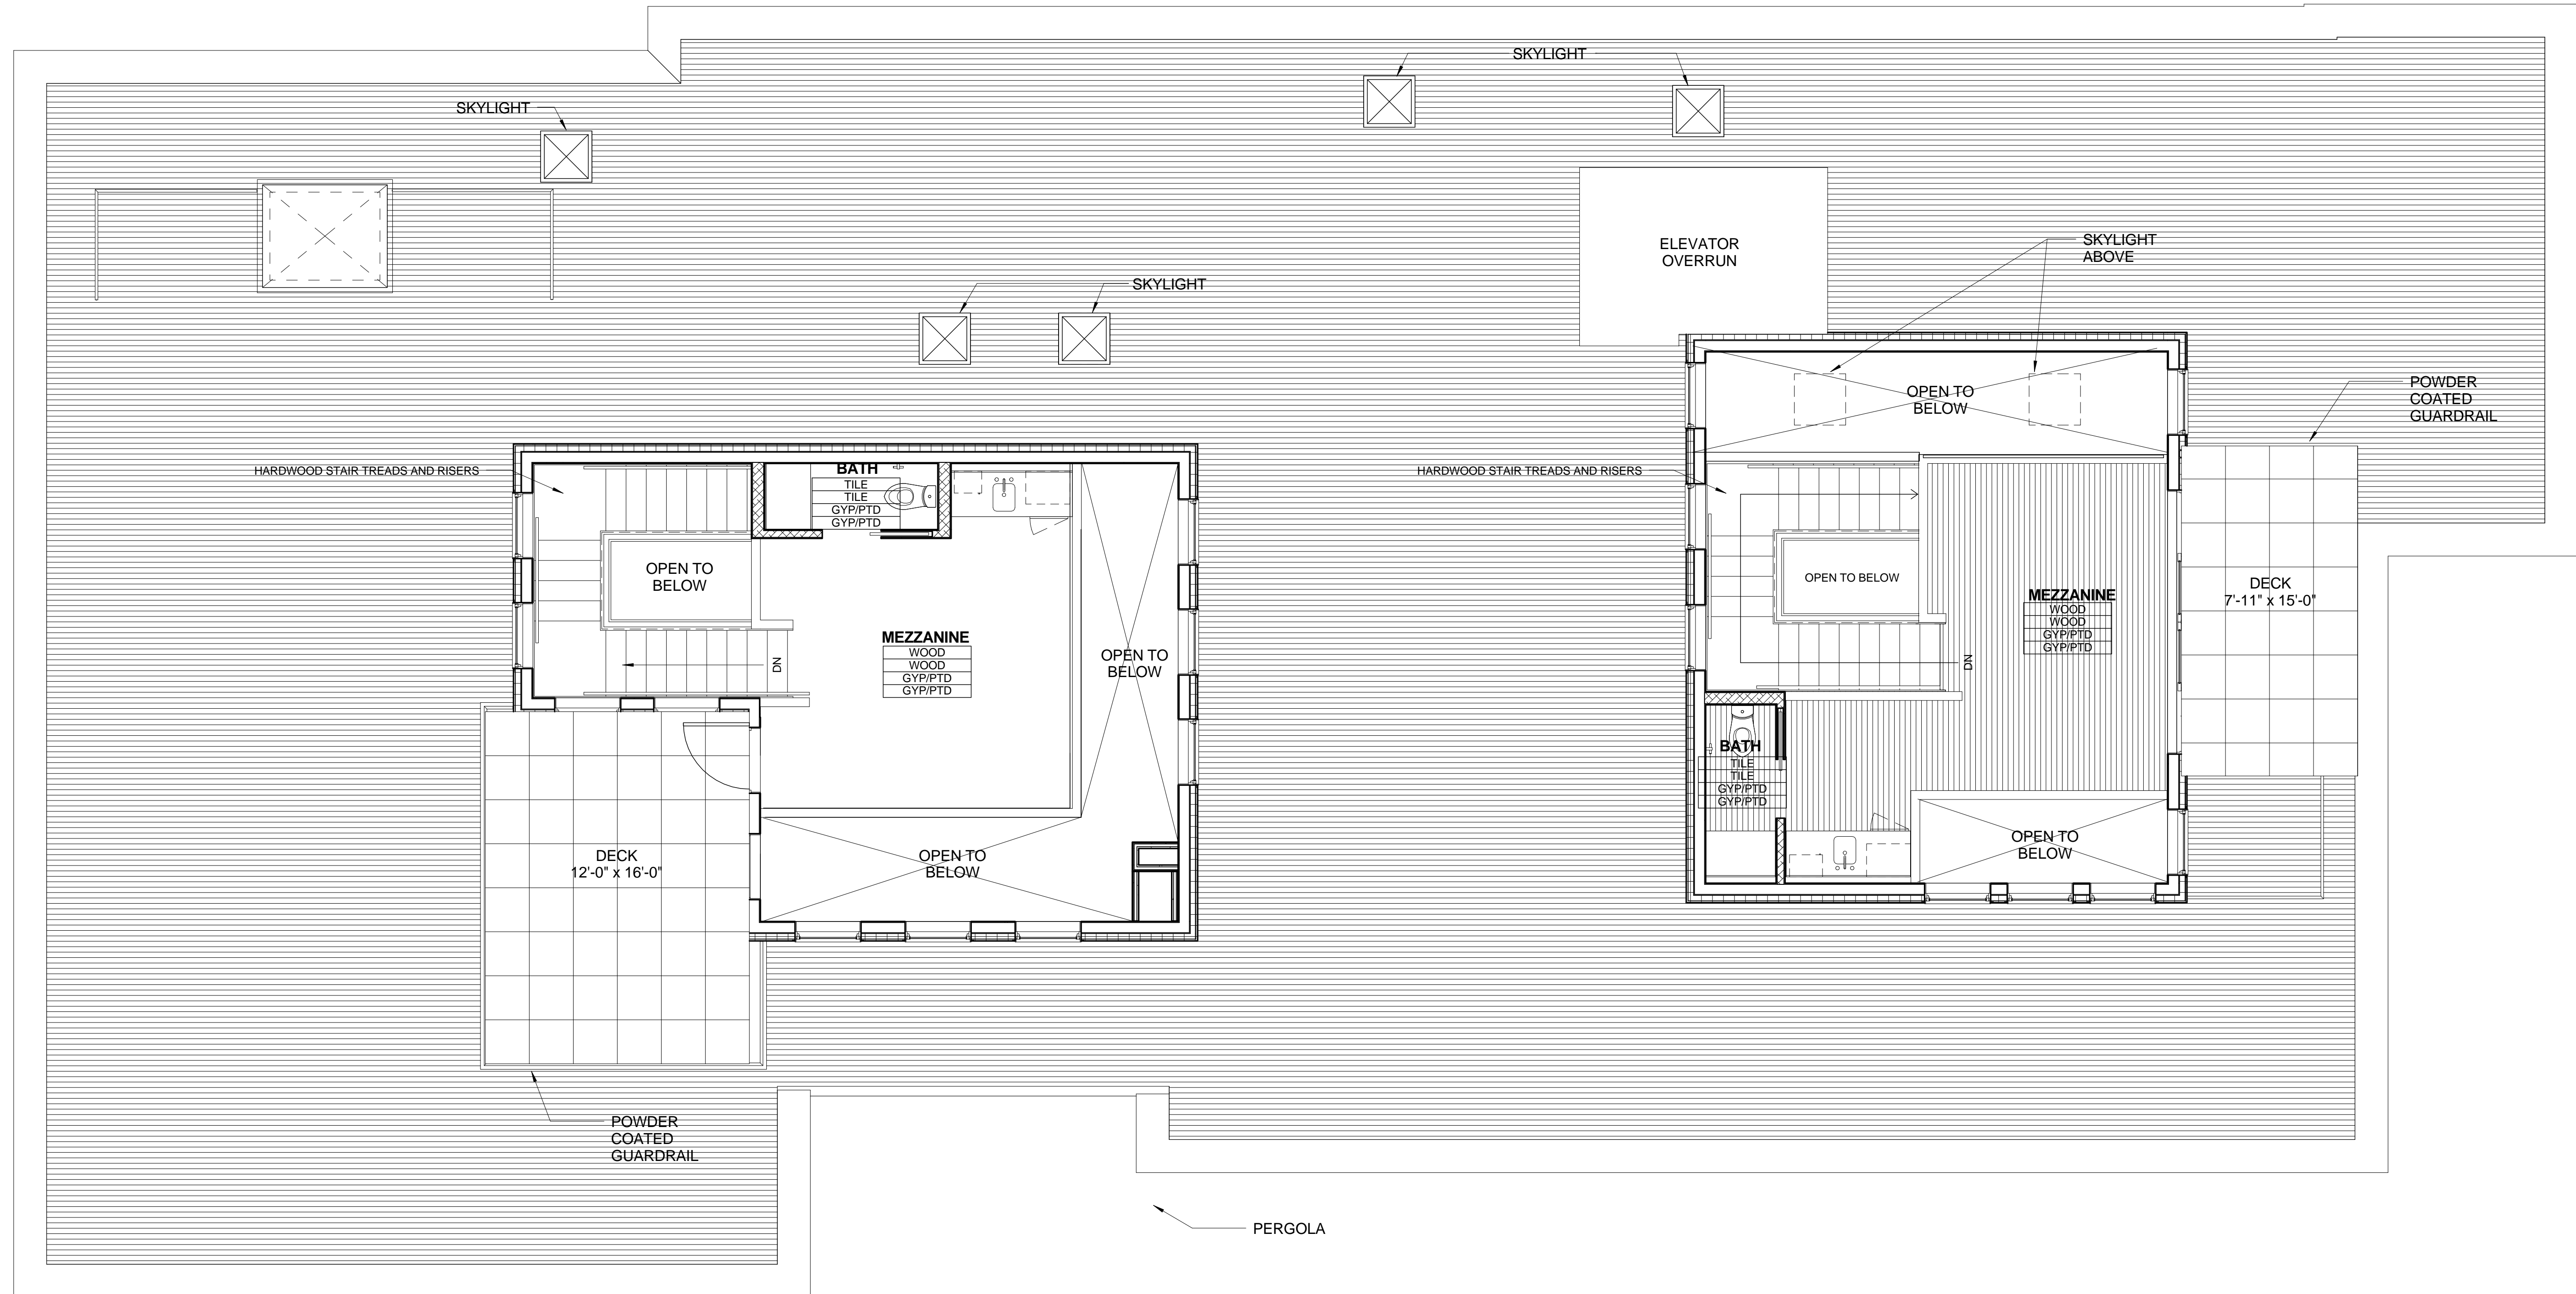 SKYLIGHT
SKYLIGHT
ELEVATOR
OVERRUN
SKYLIGHT
ABOVE
SKYLIGHT
POWDER
COATED
GUARDRAIL
OPEN TO
BELOW
HARDWOOD STAIR TREADS AND RISERS
BATH
TILE
TILE
GYP/PTD
GYP/PTD
OPEN TO
BELOW
MEZZANINE
WOOD
WOOD
GYP/PTD
GYP/PTD
OPEN TO
BELOW
DN
DECK
12'-0" x 16'-0"
OPEN TO
BELOW
POWDER
COATED
GUARDRAIL
HARDWOOD STAIR TREADS AND RISERS
OPEN TO BELOW
MEZZANINE
WOOD
WOOD
GYP/PTD
GYP/PTD
DECK
7'-11" x 15'-0"
DN
BATH
TILE
TILE
GYP/PTD
GYP/PTD
OPEN TO
BELOW
PERGOLA